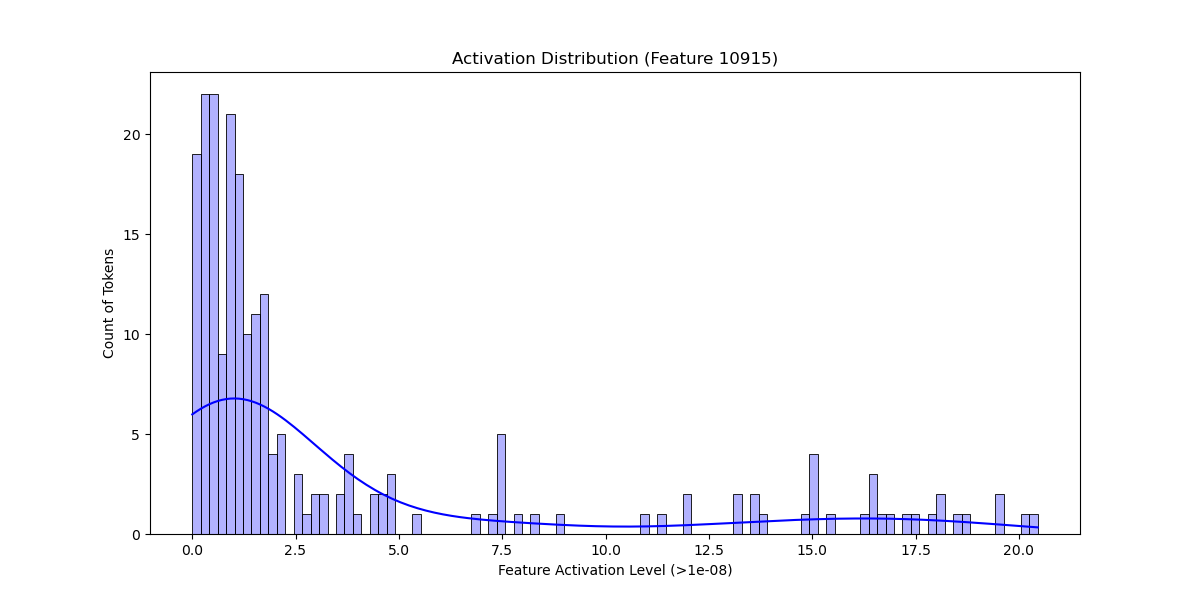 Activation Distribution (Feature 10915)
Count of Tokens
20
15
10
5
0
0.0 2.5 5.0 7.5 10.0 12.5 15.0 17.5 20.0
Feature Activation Level (>1e-08)